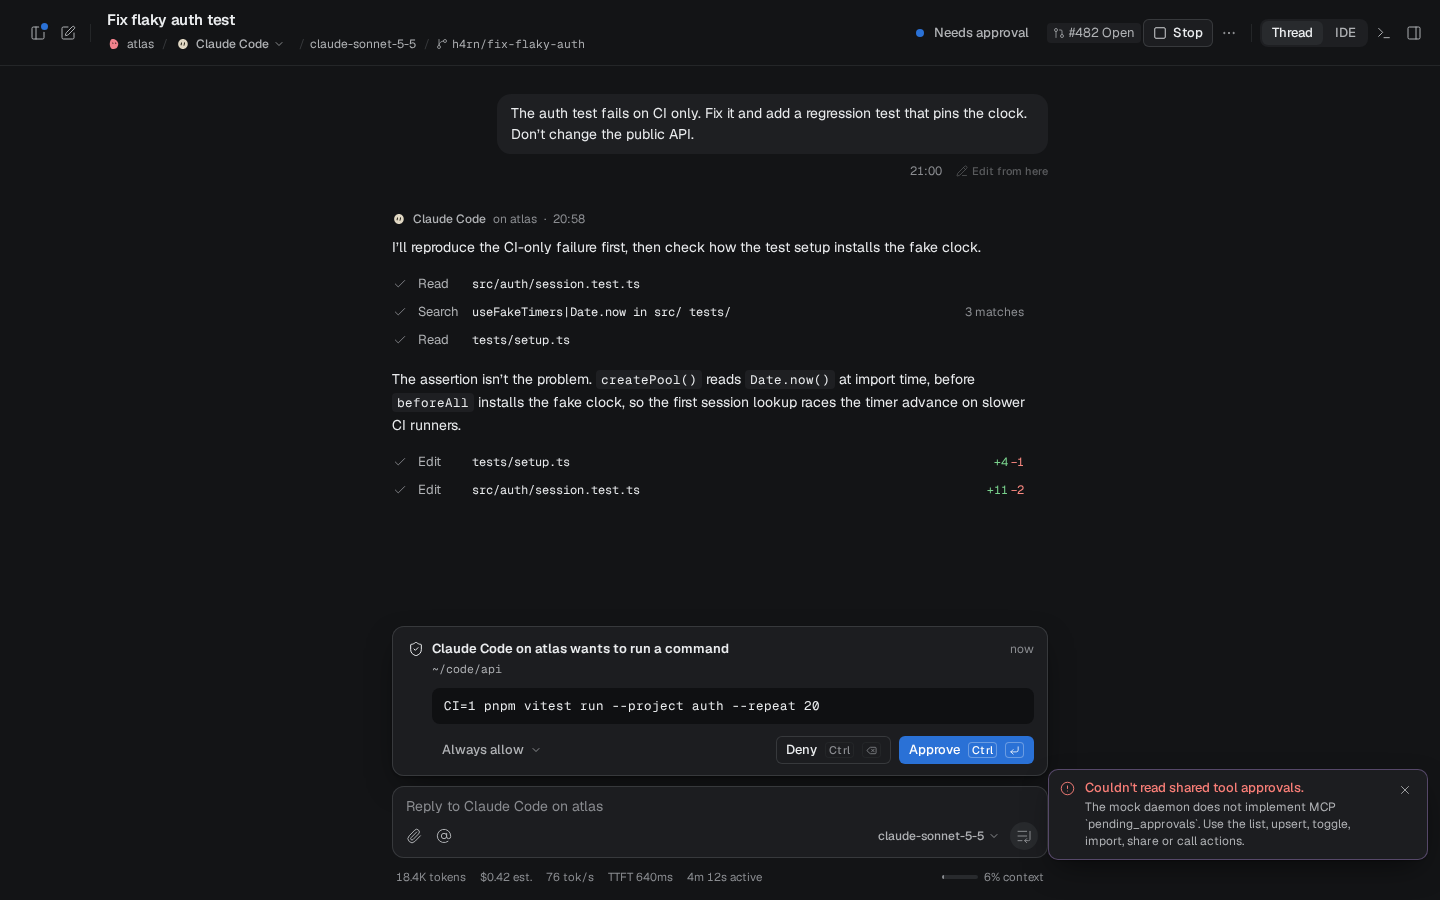 Fix flaky auth test
atlas / Claude Code / claude-sonnet-5-5 / h4rn/fix-flaky-auth
Needs approval
#482 Open
Stop
Thread
IDE
The auth test fails on CI only. Fix it and add a regression test that pins the clock.
Don't change the public API.
21:00 Edit from here
Claude Code on atlas · 20:58
I'll reproduce the CI-only failure first, then check how the test setup installs the fake clock.
Read src/auth/session.test.ts
Search useFakeTimers|Date.now in src/ tests/ 3 matches
Read tests/setup.ts
The assertion isn't the problem. createPool() reads Date.now() at import time, before
beforeAll installs the fake clock, so the first session lookup races the timer advance on slower
CI runners.
Edit tests/setup.ts +4 −1
Edit src/auth/session.test.ts +11 −2
Claude Code on atlas wants to run a command now
~/code/api
CI=1 pnpm vitest run --project auth --repeat 20
Always allow
Deny Ctrl
Approve Ctrl
Reply to Claude Code on atlas
claude-sonnet-5-5
18.4K tokens $0.42 est. 76 tok/s TTFT 640ms 4m 12s active 6% context
Couldn't read shared tool approvals.
The mock daemon does not implement MCP
`pending_approvals`. Use the list, upsert, toggle,
import, share or call actions.